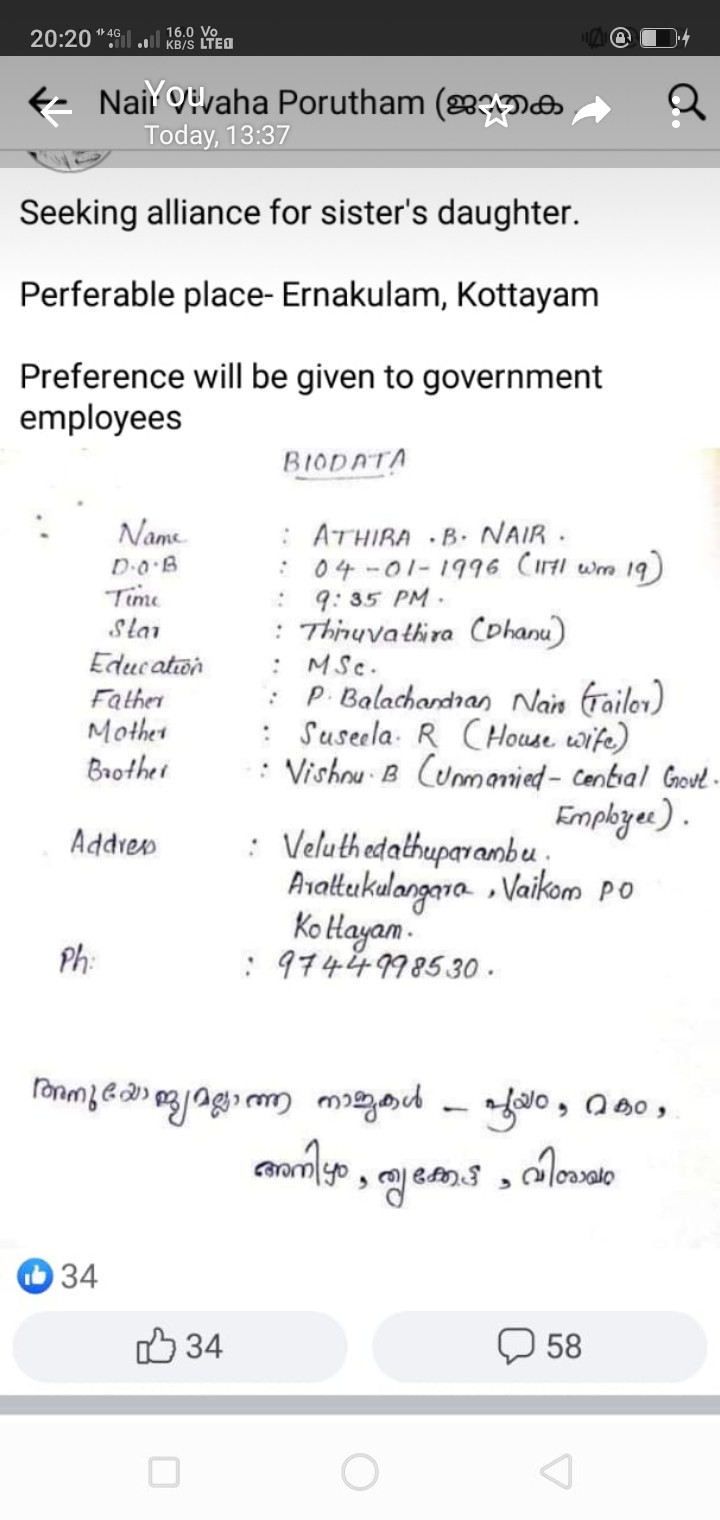 20:20 4G 16.0 KB/S Vo LTE
Nair Vivaha Porutham (ജാതക
You
Today, 13:37
Seeking alliance for sister's daughter.
Perferable place- Ernakulam, Kottayam
Preference will be given to government
employees
BIODATA
Name : ATHIRA .B. NAIR .
D.O.B : 04-01-1996 (1171 ധനു 19)
Time : 9:35 PM .
Star : Thiruvathira (Dhanu)
Education : MSc.
Father : P. Balachandran Nair (Tailor)
Mother : Suseela. R (House wife)
Brother : Vishnu. B (Unmarried - Central Govt.
Employee).
Address : Veluthedathuparambu.
Arattukulangara, Vaikom PO
Kottayam.
Ph: : 9744998530.
അനുയോജ്യമല്ലാത്ത നാളുകൾ – പൂയം, മകം,
അനിഴം, തൃക്കേട്ട, വിശാഖം
34
34 58